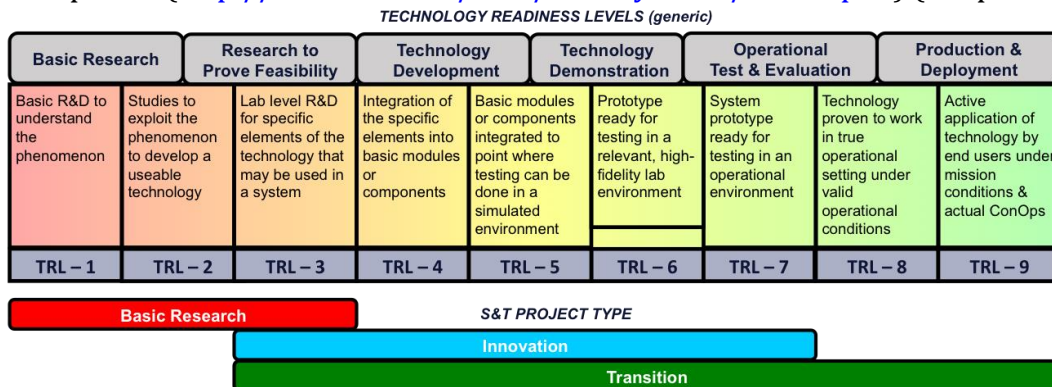 TECHNOLOGY READINESS LEVELS (generic)
Basic Research
Research to
Prove Feasibility
Technology
Development
Technology
Demonstration
Operational
Test & Evaluation
Production &
Deployment
Basic R&D to
understand
the
phenomenon
Studies to
exploit the
phenomenon
to develop a
useable
technology
Lab level R&D
for specific
elements of the
technology that
may be used in
a system
Integration of
the specific
elements into
basic modules
or
components
Basic modules
or components
integrated to
point where
testing can be
done in a
simulated
environment
Prototype
ready for
testing in a
relevant, high-
fidelity lab
environment
System
prototype
ready for
testing in an
operational
environment
Technology
proven to work
in true
operational
setting under
valid
operational
conditions
Active
application of
technology by
end users under
mission
conditions &
actual ConOps
TRL – 1
TRL – 2
TRL – 3
TRL – 4
TRL – 5
TRL – 6
TRL – 7
TRL – 8
TRL – 9
Basic Research
S&T PROJECT TYPE
Innovation
Transition